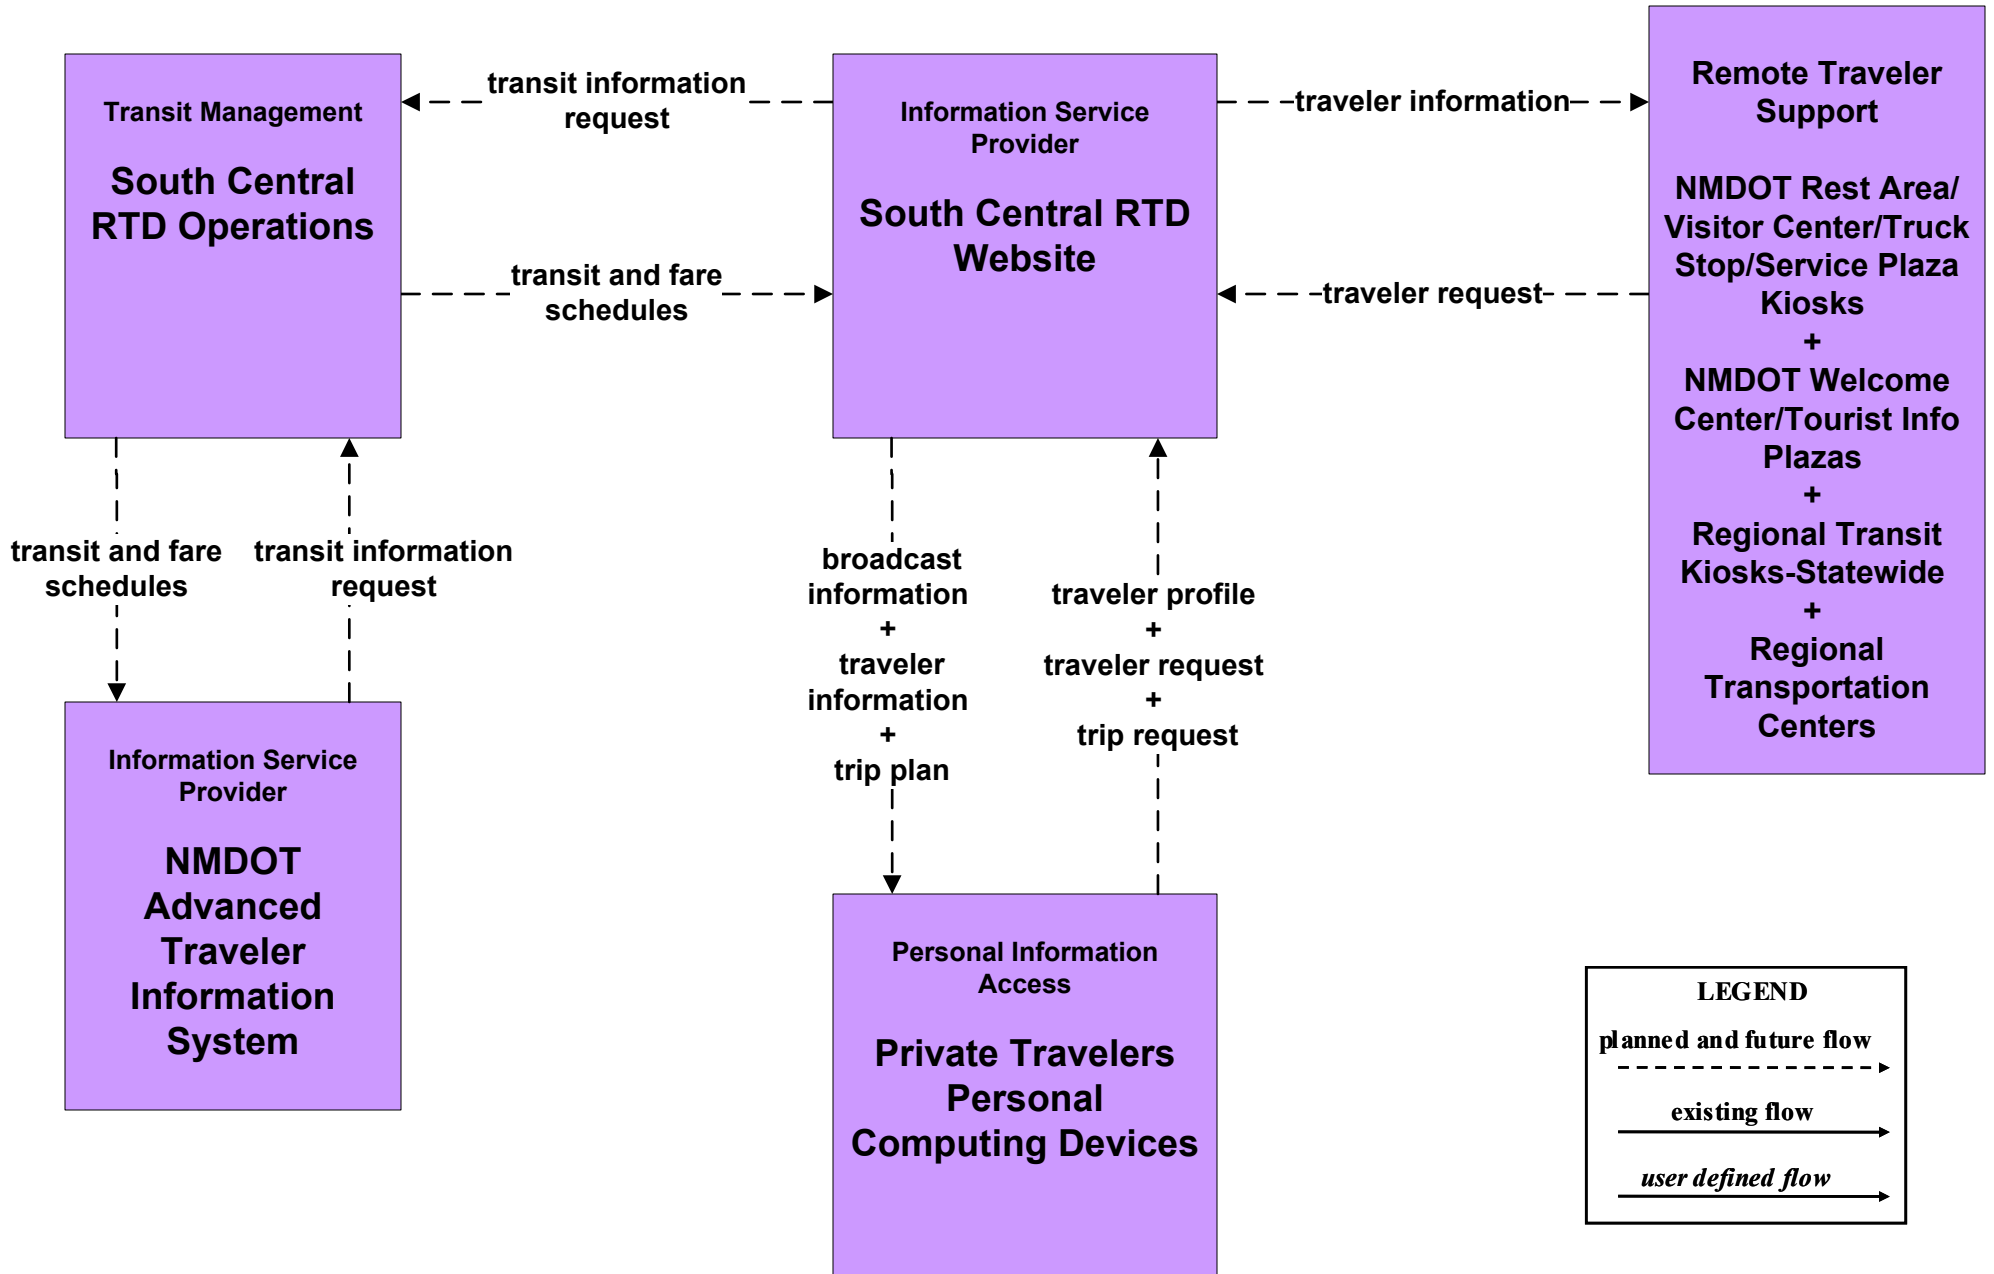 Transit Management
South Central
RTD Operations
transit information
request
transit and fare
schedules
Information Service
Provider
South Central RTD
Website
traveler information
traveler request
Remote Traveler
Support
NMDOT Rest Area/
Visitor Center/Truck
Stop/Service Plaza
Kiosks
+
NMDOT Welcome
Center/Tourist Info
Plazas
+
Regional Transit
Kiosks-Statewide
+
Regional
Transportation
Centers
transit and fare
schedules
transit information
request
broadcast
information
+
traveler
information
+
trip plan
traveler profile
+
traveler request
+
trip request
Information Service
Provider
NMDOT
Advanced
Traveler
Information
System
Personal Information
Access
Private Travelers
Personal
Computing Devices
LEGEND
planned and future flow
existing flow
user defined flow